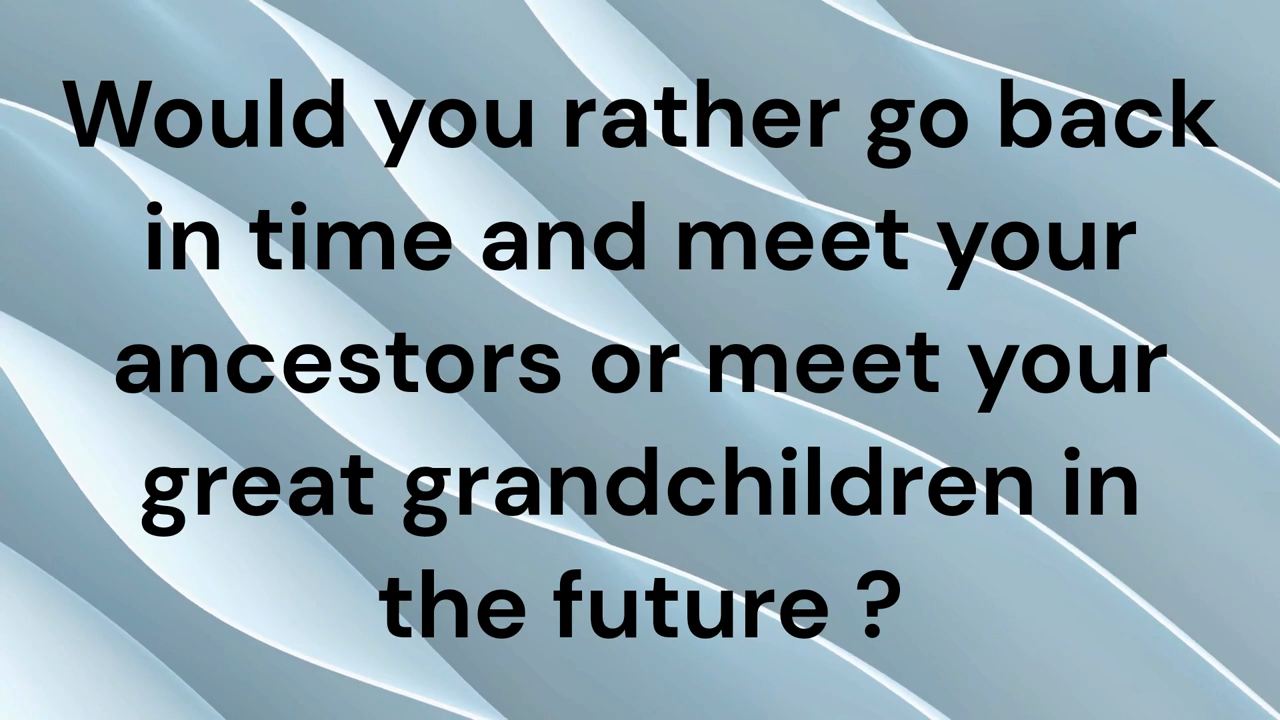 Would you rather go back
in time and meet your
ancestors or meet your
great grandchildren in
the future ?